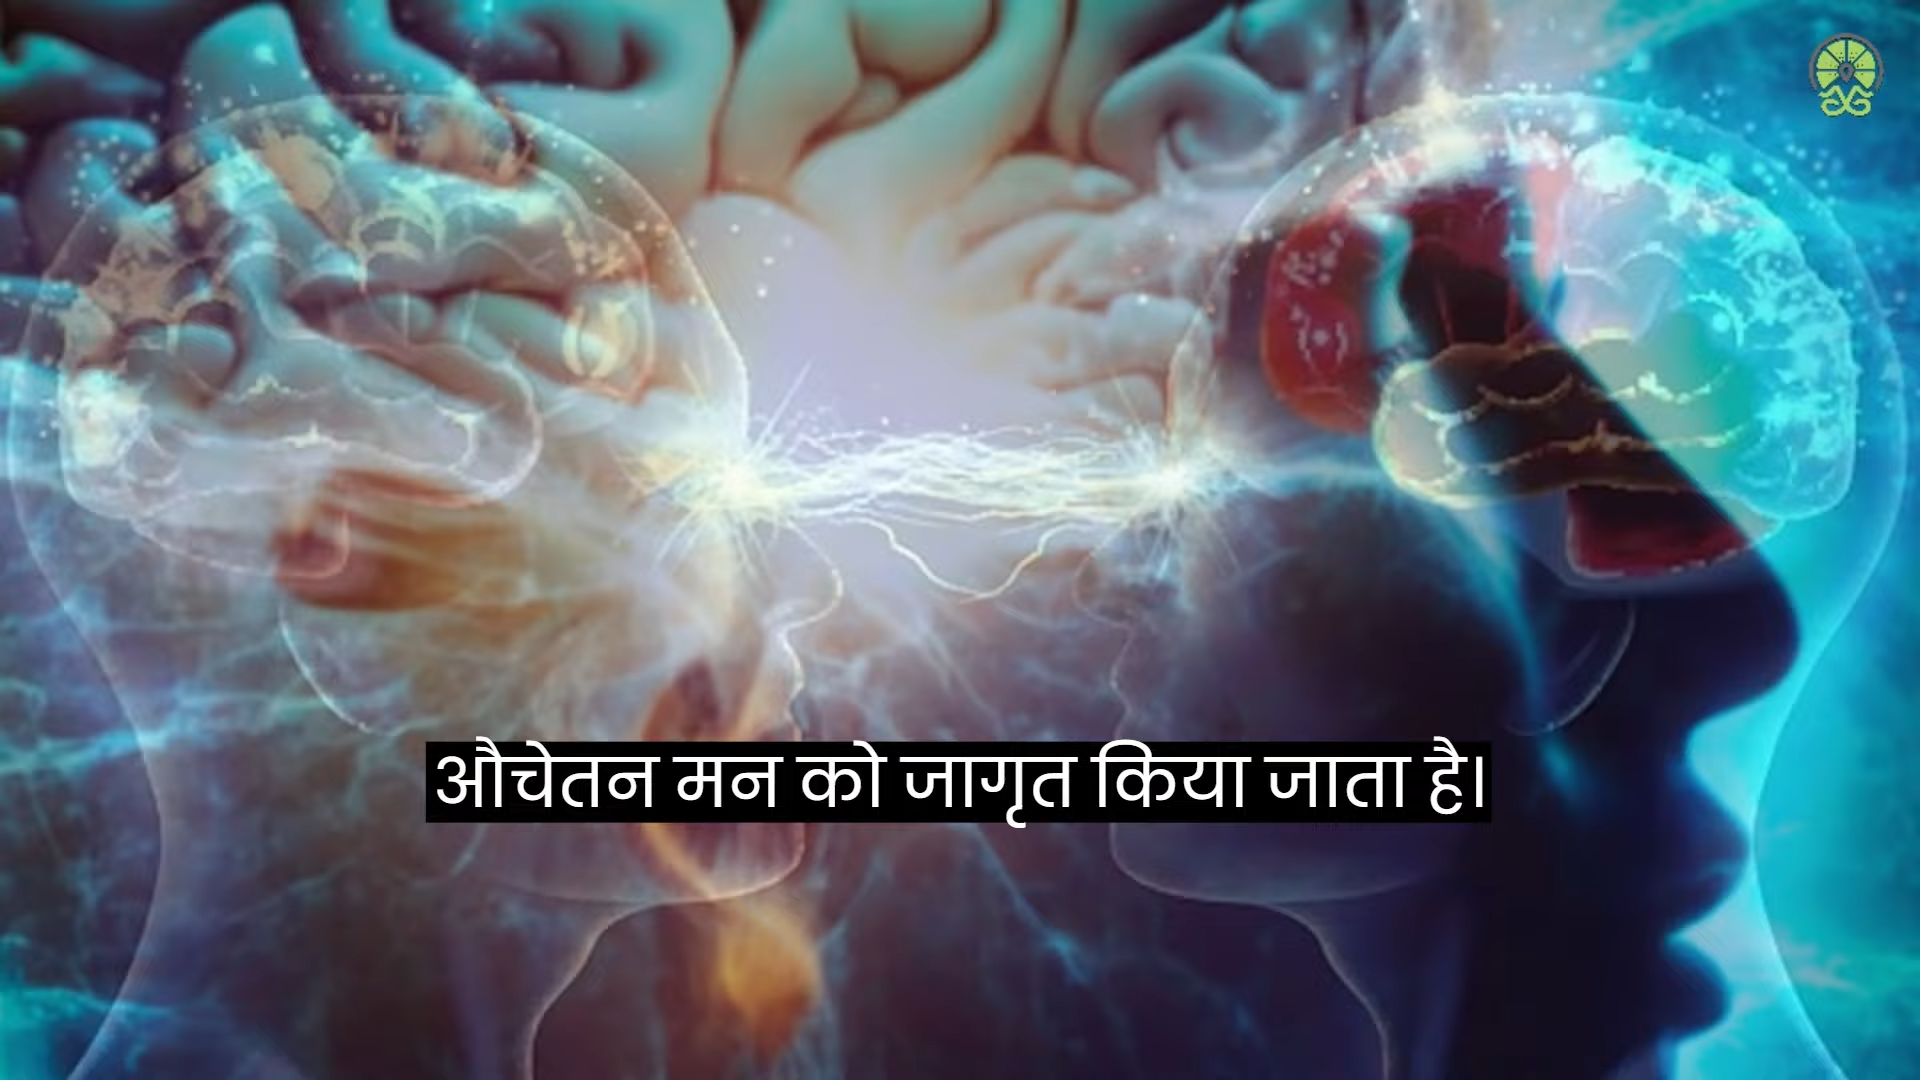 औचेतन मन को जागृत किया जाता है।